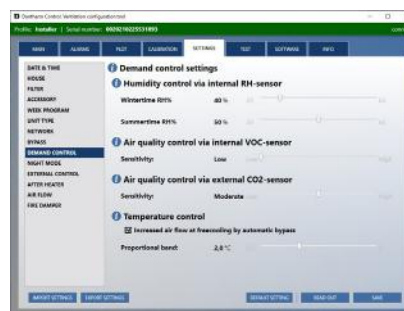 Dantherm Control Ventilation configuration tool
Profile: Installer | Serial number: 00202102255531893
MAIN
ALARMS
PILOT
CALIBRATION
SETTINGS
TEST
SOFTWARE
INFO
DATE & TIME
HOUSE
FILTER
ACCESSORY
WEEK PROGRAM
UNIT TYPE
NETWORK
BYPASS
DEMAND CONTROL
NIGHT MODE
EXTERNAL CONTROL
AFTER HEATER
AIR FLOW
FIRE DAMPER
Demand control settings
Humidity control via internal RH-sensor
Wintertime RH% 40 %
Summertime RH% 50 %
Air quality control via internal VOC-sensor
Sensitivity: Low
Air quality control via external CO2-sensor
Sensitivity: Moderate
Temperature control
Increased air flow at freecooling by automatic bypass
Proportional band: 2,0 °C
IMPORT SETTINGS
EXPORT SETTINGS
DEFAULT SETTING
READ OUT
SAVE